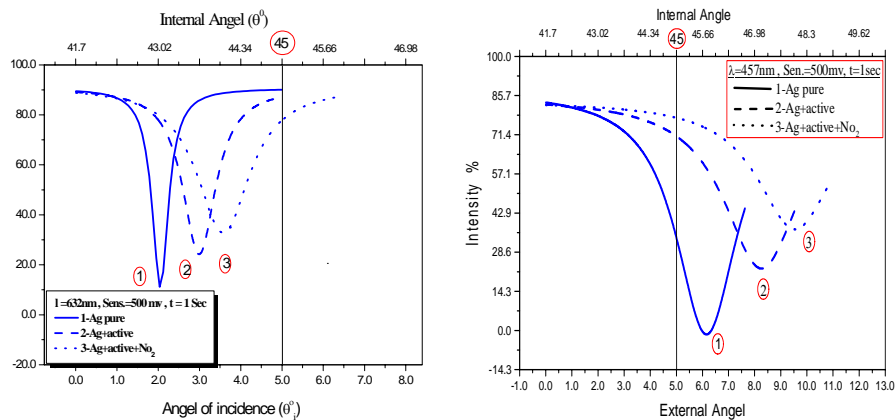 Internal Angel (θ⁰)
41.7 43.02 44.34 45 45.66 46.98
100.0
80.0
60.0
40.0
20.0
0.0
-20.0
1 2 3
1=632nm, Sens.=500 mv, t = 1 Sec
1-Ag pure
2-Ag+active
3-Ag+active+No₂
0.0 1.0 2.0 3.0 4.0 5.0 6.0 7.0 8.0
Angel of incidence (θ°ᵢ)
Internal Angle
41.7 43.02 44.34 45 45.66 46.98 48.3 49.62
Intensity %
100.0
85.7
71.4
57.1
42.9
28.6
14.3
0.0
-14.3
λ=457nm, Sen.=500mv, t=1sec
1-Ag pure
2-Ag+active
3-Ag+active+No₂
3
2
1
-1.0 0.0 1.0 2.0 3.0 4.0 5.0 6.0 7.0 8.0 9.0 10.0 11.0 12.0 13.0
External Angel